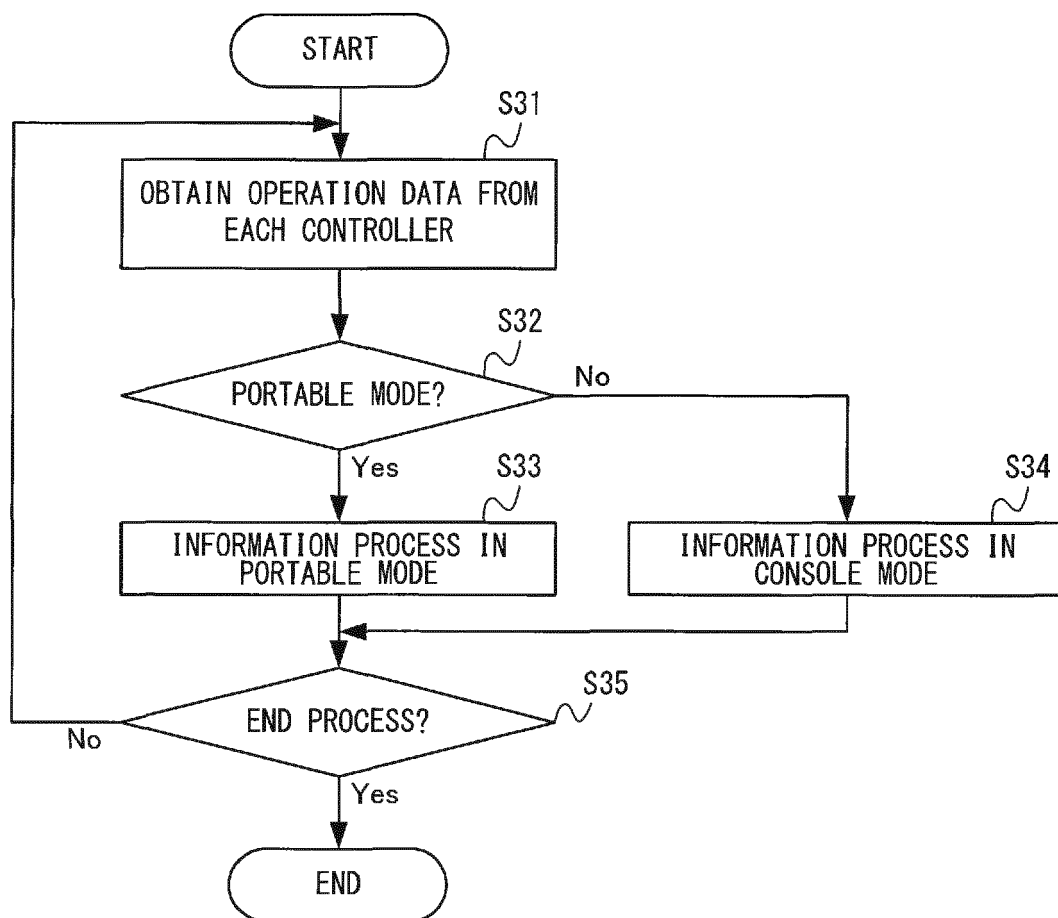 START
S31
OBTAIN OPERATION DATA FROM
EACH CONTROLLER
S32
PORTABLE MODE?
No
Yes
S33
INFORMATION PROCESS IN
PORTABLE MODE
S34
INFORMATION PROCESS IN
CONSOLE MODE
S35
END PROCESS?
No
Yes
END